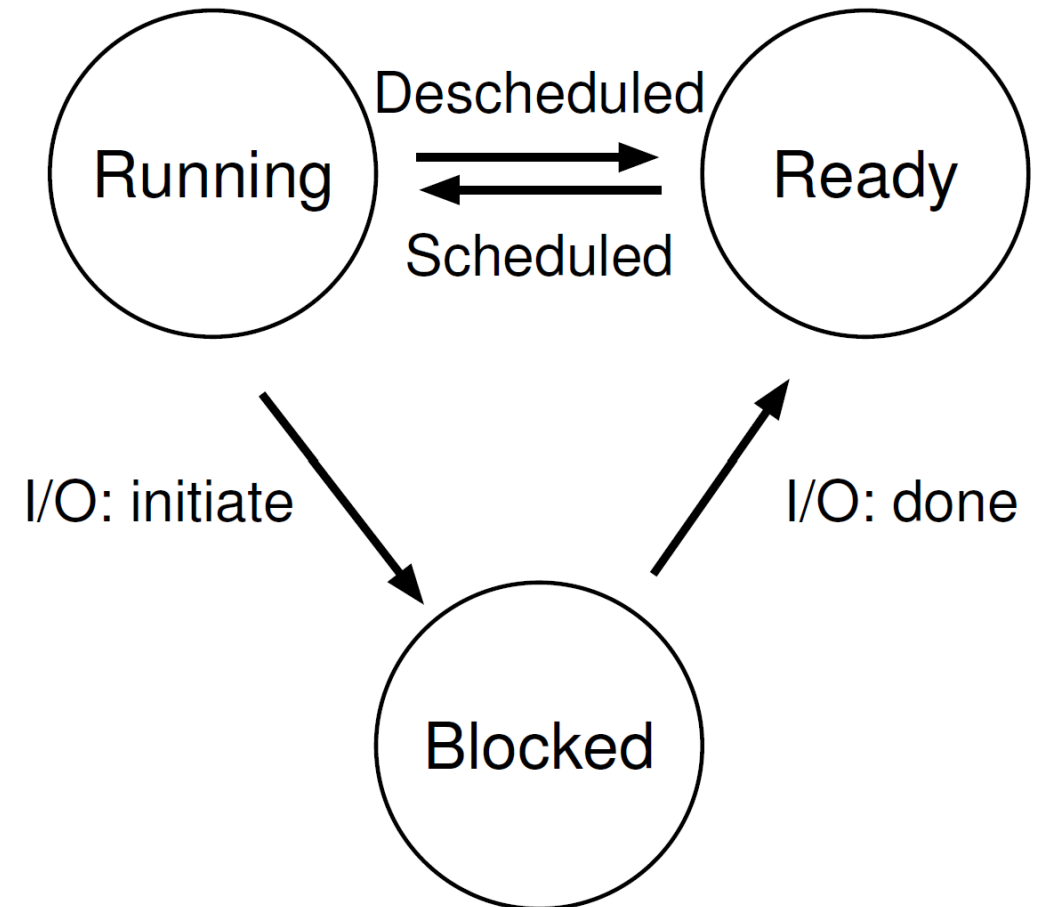 Descheduled
Running
Ready
Scheduled
I/O: initiate
I/O: done
Blocked